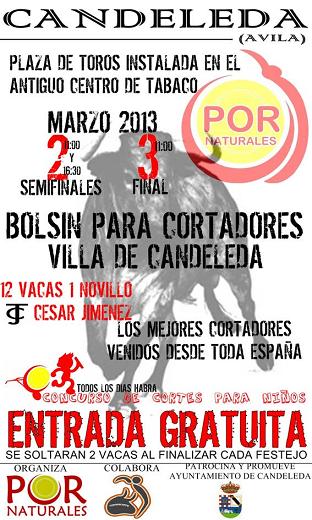 CANDELEDA
(AVILA)
PLAZA DE TOROS INSTALADA EN EL
ANTIGUO CENTRO DE TABACO
POR
NATURALES
MARZO 2013
2 11:00
Y
16:30
SEMIFINALES
3 11:00
FINAL
BOLSIN PARA CORTADORES
VILLA DE CANDELEDA
12 VACAS 1 NOVILLO
CESAR JIMENEZ
LOS MEJORES CORTADORES
VENIDOS DESDE TODA ESPAÑA
TODOS LOS DIAS HABRA
CONCURSO DE CORTES PARA NIÑOS
ENTRADA GRATUITA
SE SOLTARAN 2 VACAS AL FINALIZAR CADA FESTEJO
ORGANIZA
POR
NATURALES
COLABORA
PATROCINA Y PROMUEVE
AYUNTAMIENTO DE CANDELEDA